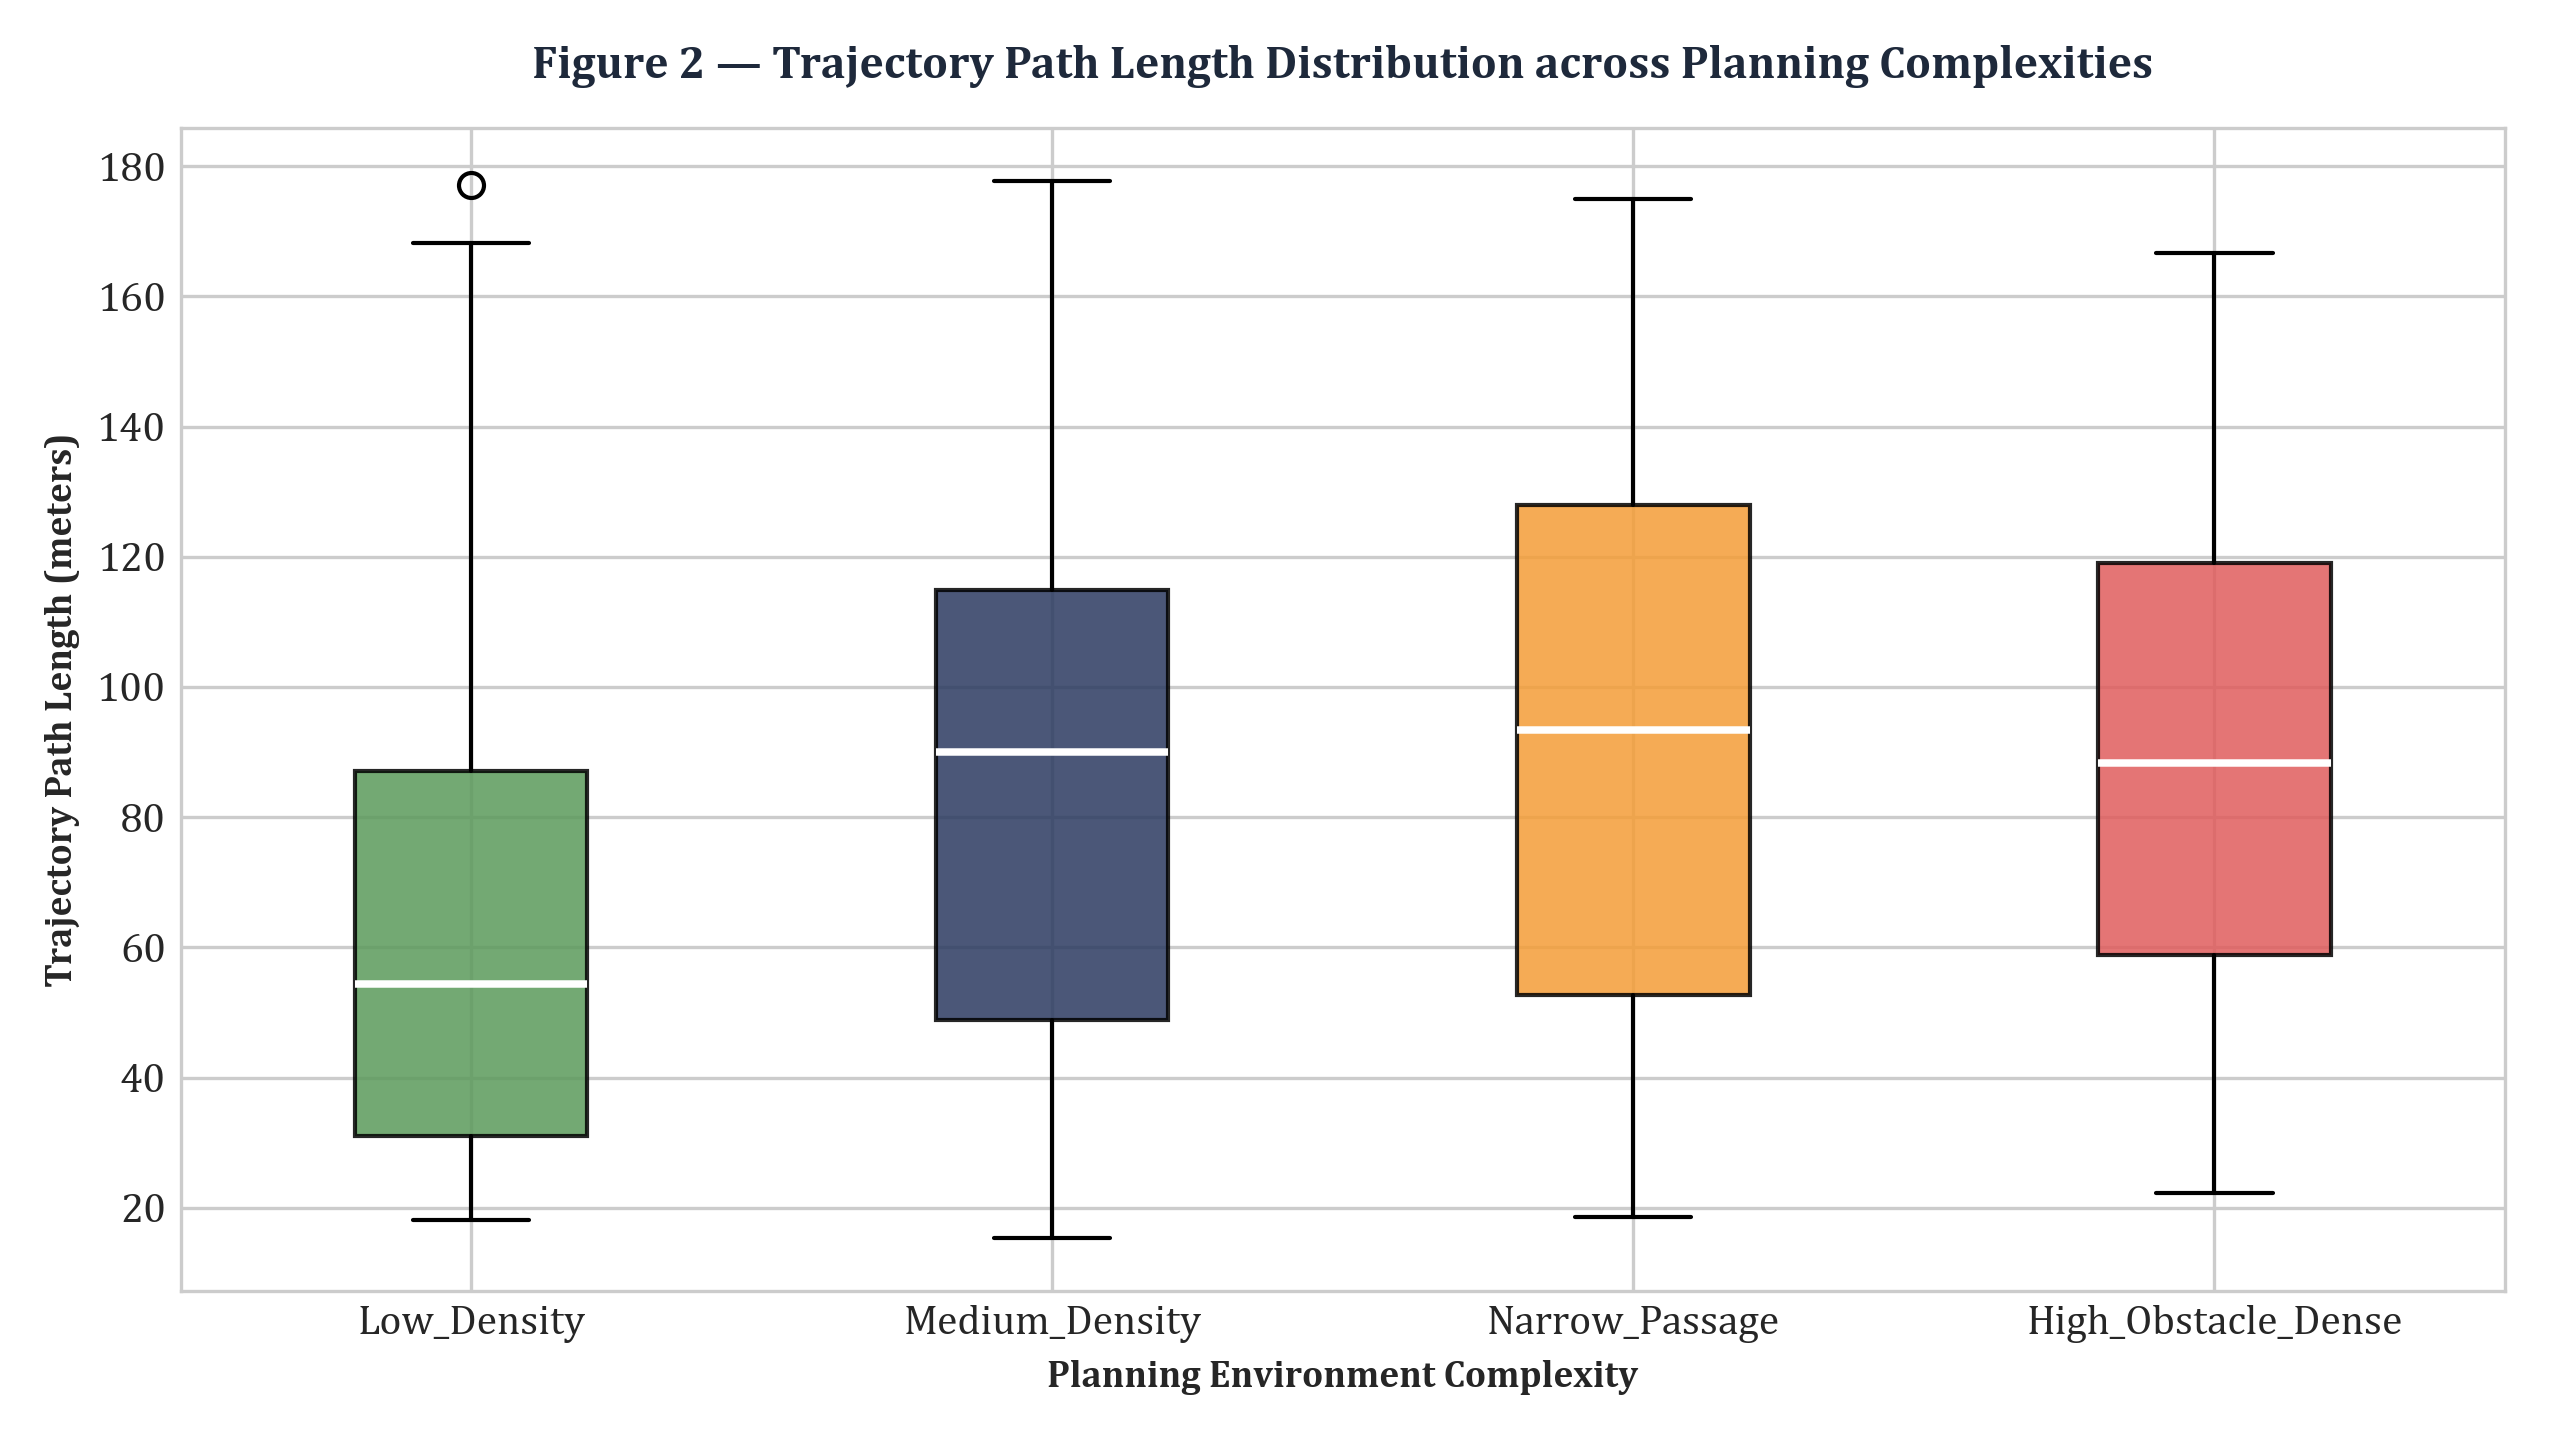 Figure 2 — Trajectory Path Length Distribution across Planning Complexities
Trajectory Path Length (meters)
180
160
140
120
100
80
60
40
20
Low_Density
Medium_Density
Narrow_Passage
High_Obstacle_Dense
Planning Environment Complexity